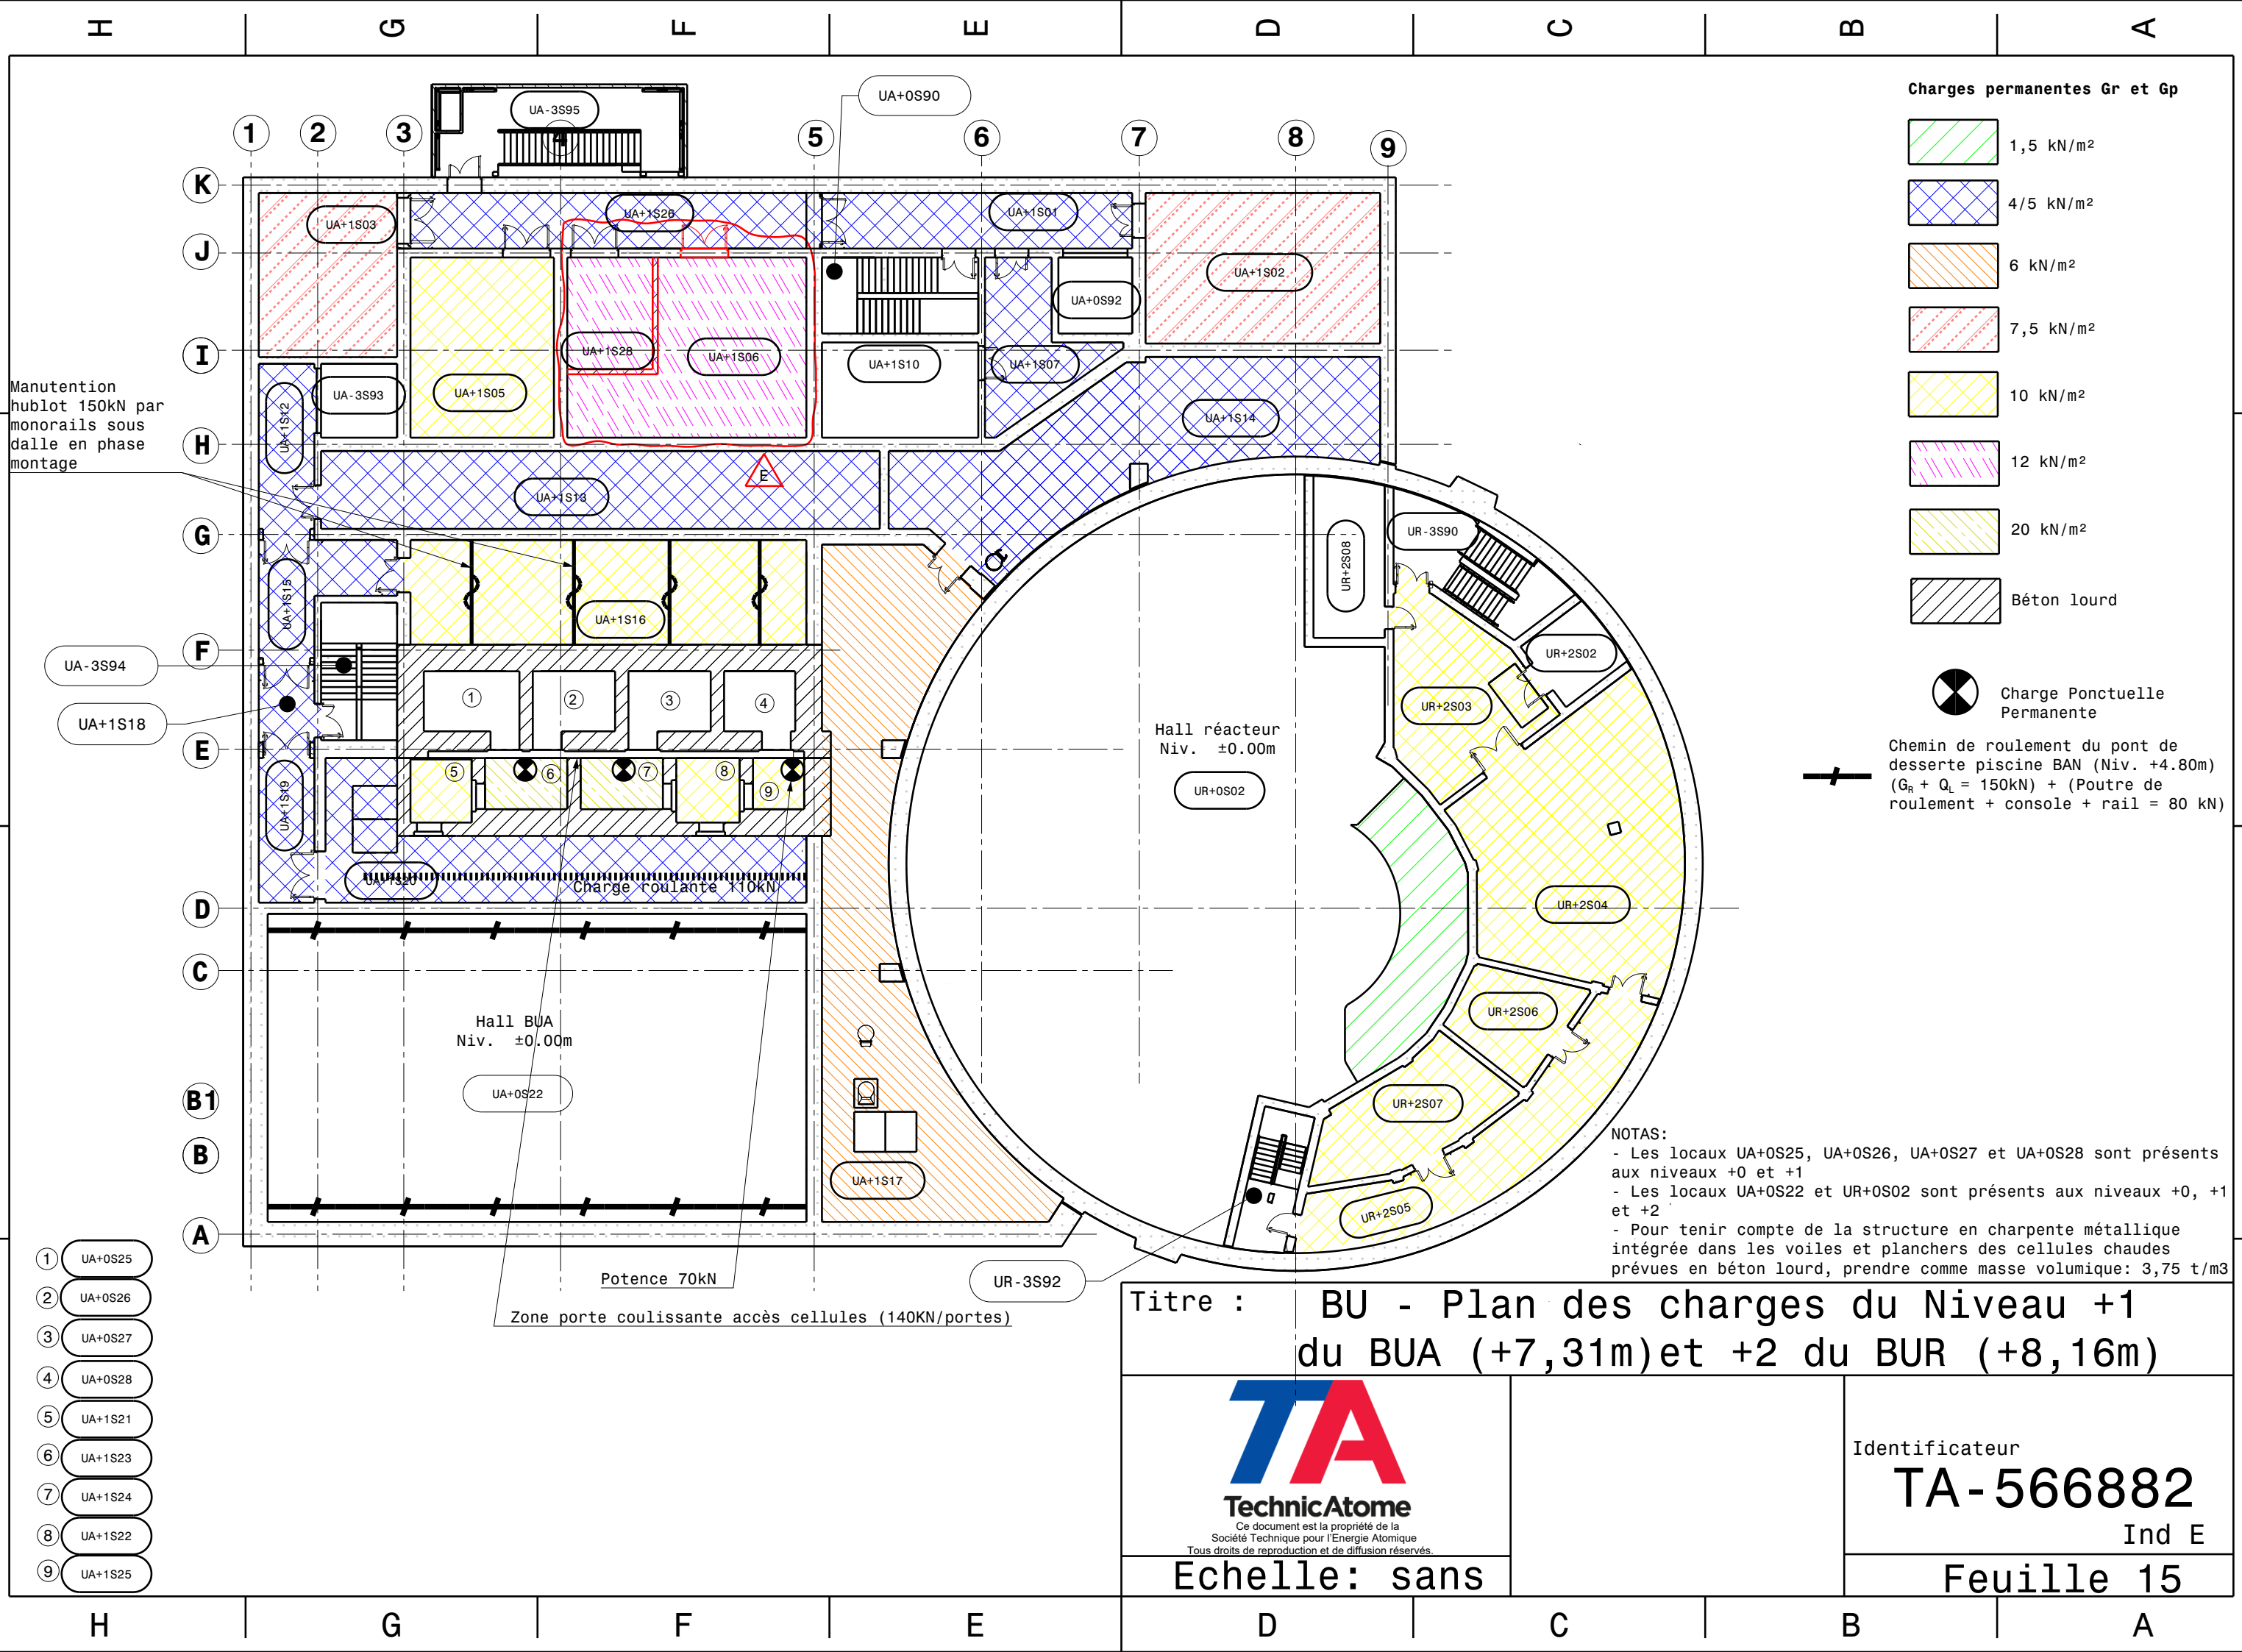 H G F E D C B A
Charges permanentes Gr et Gp
1,5 kN/m²
4/5 kN/m²
6 kN/m²
7,5 kN/m²
10 kN/m²
12 kN/m²
20 kN/m²
Béton lourd
Charge Ponctuelle
Permanente
Chemin de roulement du pont de
desserte piscine BAN (Niv. +4.80m)
(GR + QL = 150kN) + (Poutre de
roulement + console + rail = 80 kN)
UA-3S95
UA+0S90
1 2 3 4 5 6 7 8 9
K
J
I
H
G
F
E
D
C
B1
B
A
UA+1S03
UA+1S26
UA+1S01
UA+1S02
UA+0S92
UA+1S28
UA+1S06
UA+1S10
UA+1S07
UA+1S05
UA-3S93
UA+1S12
UA+1S14
Manutention
hublot 150kN par
monorails sous
dalle en phase
montage
UA+1S13
E
UA+1S15
UA+1S16
UA-3S94
UA+1S18
UA+1S19
1
2
3
4
5
6
7
8
9
UA+1S20
Charge roulante 110kN
Hall BUA
Niv. ±0.00m
UA+0S22
UA+1S17
Hall réacteur
Niv. ±0.00m
UR+0S02
UR+2S08
UR-3S90
UR+2S02
UR+2S03
UR+2S04
UR+2S06
UR+2S07
UR+2S05
UR-3S92
Potence 70kN
Zone porte coulissante accès cellules (140KN/portes)
1 UA+0S25
2 UA+0S26
3 UA+0S27
4 UA+0S28
5 UA+1S21
6 UA+1S23
7 UA+1S24
8 UA+1S22
9 UA+1S25
NOTAS:
- Les locaux UA+0S25, UA+0S26, UA+0S27 et UA+0S28 sont présents
aux niveaux +0 et +1
- Les locaux UA+0S22 et UR+0S02 sont présents aux niveaux +0, +1
et +2
- Pour tenir compte de la structure en charpente métallique
intégrée dans les voiles et planchers des cellules chaudes
prévues en béton lourd, prendre comme masse volumique: 3,75 t/m3
Titre : BU - Plan des charges du Niveau +1
du BUA (+7,31m)et +2 du BUR (+8,16m)
TA
TechnicAtome
Ce document est la propriété de la
Société Technique pour l'Energie Atomique
Tous droits de reproduction et de diffusion réservés.
Echelle: sans
Identificateur
TA-566882
Ind E
Feuille 15
H G F E D C B A